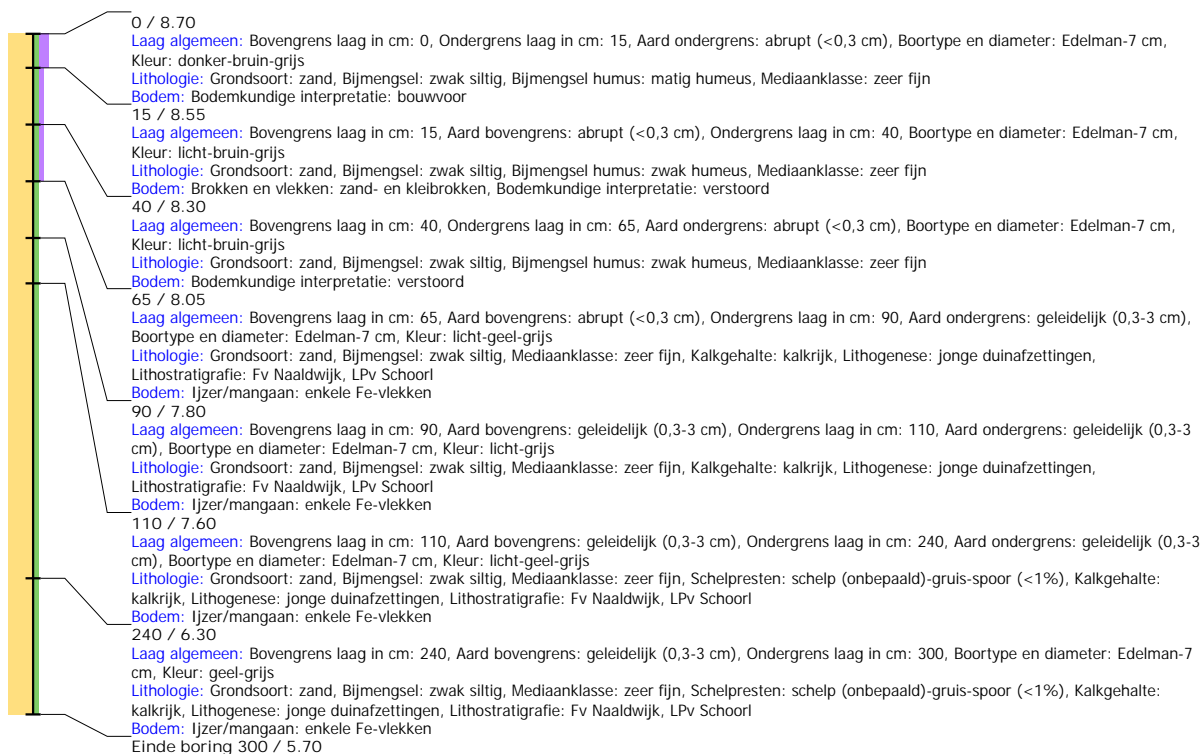 0 / 8.70
Laag algemeen: Bovengrens laag in cm: 0, Ondergrens laag in cm: 15, Aard ondergrens: abrupt (<0,3 cm), Boortype en diameter: Edelman-7 cm,
Kleur: donker-bruin-grijs
Lithologie: Grondsoort: zand, Bijmengsel: zwak siltig, Bijmengsel humus: matig humeus, Mediaanklasse: zeer fijn
Bodem: Bodemkundige interpretatie: bouwvoor
15 / 8.55
Laag algemeen: Bovengrens laag in cm: 15, Aard bovengrens: abrupt (<0,3 cm), Ondergrens laag in cm: 40, Boortype en diameter: Edelman-7 cm,
Kleur: licht-bruin-grijs
Lithologie: Grondsoort: zand, Bijmengsel: zwak siltig, Bijmengsel humus: zwak humeus, Mediaanklasse: zeer fijn
Bodem: Brokken en vlekken: zand- en kleibrokken, Bodemkundige interpretatie: verstoord
40 / 8.30
Laag algemeen: Bovengrens laag in cm: 40, Ondergrens laag in cm: 65, Aard ondergrens: abrupt (<0,3 cm), Boortype en diameter: Edelman-7 cm,
Kleur: licht-bruin-grijs
Lithologie: Grondsoort: zand, Bijmengsel: zwak siltig, Bijmengsel humus: zwak humeus, Mediaanklasse: zeer fijn
Bodem: Bodemkundige interpretatie: verstoord
65 / 8.05
Laag algemeen: Bovengrens laag in cm: 65, Aard bovengrens: abrupt (<0,3 cm), Ondergrens laag in cm: 90, Aard ondergrens: geleidelijk (0,3-3 cm),
Boortype en diameter: Edelman-7 cm, Kleur: licht-geel-grijs
Lithologie: Grondsoort: zand, Bijmengsel: zwak siltig, Mediaanklasse: zeer fijn, Kalkgehalte: kalkrijk, Lithogenese: jonge duinafzettingen,
Lithostratigrafie: Fv Naaldwijk, LPv Schoorl
Bodem: Ijzer/mangaan: enkele Fe-vlekken
90 / 7.80
Laag algemeen: Bovengrens laag in cm: 90, Aard bovengrens: geleidelijk (0,3-3 cm), Ondergrens laag in cm: 110, Aard ondergrens: geleidelijk (0,3-3
cm), Boortype en diameter: Edelman-7 cm, Kleur: licht-grijs
Lithologie: Grondsoort: zand, Bijmengsel: zwak siltig, Mediaanklasse: zeer fijn, Kalkgehalte: kalkrijk, Lithogenese: jonge duinafzettingen,
Lithostratigrafie: Fv Naaldwijk, LPv Schoorl
Bodem: Ijzer/mangaan: enkele Fe-vlekken
110 / 7.60
Laag algemeen: Bovengrens laag in cm: 110, Aard bovengrens: geleidelijk (0,3-3 cm), Ondergrens laag in cm: 240, Aard ondergrens: geleidelijk (0,3-3
cm), Boortype en diameter: Edelman-7 cm, Kleur: licht-geel-grijs
Lithologie: Grondsoort: zand, Bijmengsel: zwak siltig, Mediaanklasse: zeer fijn, Schelpresten: schelp (onbepaald)-gruis-spoor (<1%), Kalkgehalte:
kalkrijk, Lithogenese: jonge duinafzettingen, Lithostratigrafie: Fv Naaldwijk, LPv Schoorl
Bodem: Ijzer/mangaan: enkele Fe-vlekken
240 / 6.30
Laag algemeen: Bovengrens laag in cm: 240, Aard bovengrens: geleidelijk (0,3-3 cm), Ondergrens laag in cm: 300, Boortype en diameter: Edelman-7
cm, Kleur: geel-grijs
Lithologie: Grondsoort: zand, Bijmengsel: zwak siltig, Mediaanklasse: zeer fijn, Schelpresten: schelp (onbepaald)-gruis-spoor (<1%), Kalkgehalte:
kalkrijk, Lithogenese: jonge duinafzettingen, Lithostratigrafie: Fv Naaldwijk, LPv Schoorl
Bodem: Ijzer/mangaan: enkele Fe-vlekken
Einde boring 300 / 5.70